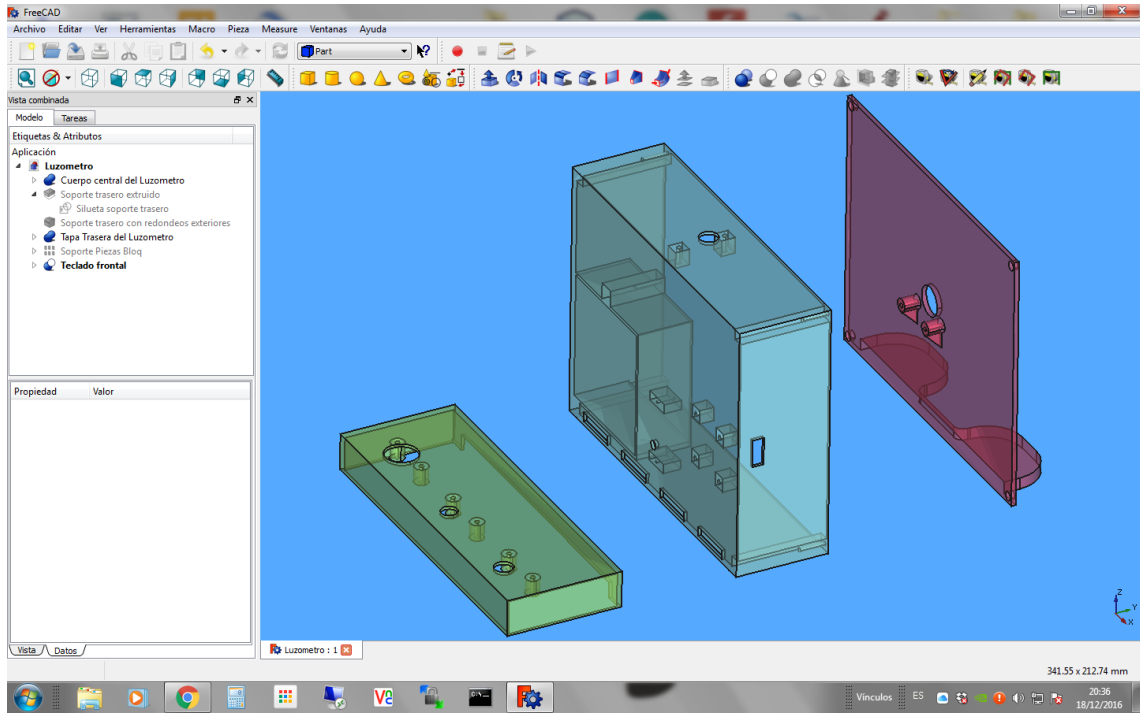 FreeCAD
Archivo Editar Ver Herramientas Macro Pieza Measure Ventanas Ayuda
Part
Vista combinada
Modelo Tareas
Etiquetas & Atributos
Aplicación
Luzometro
Cuerpo central del Luzometro
Soporte trasero extruido
Silueta soporte trasero
Soporte trasero con redondeos exteriores
Tapa Trasera del Luzometro
Soporte Piezas Bloq
Teclado frontal
Propiedad Valor
Z
Y
X
Vista Datos
Luzometro : 1
341.55 x 212.74 mm
Vínculos ES 20:36
18/12/2016